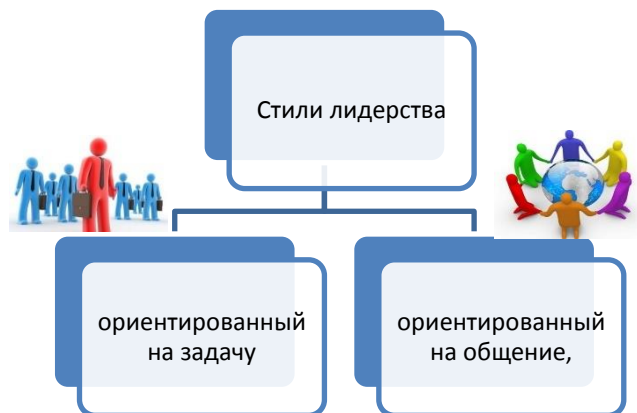 Стили лидерства
ориентированный
на задачу
ориентированный
на общение,